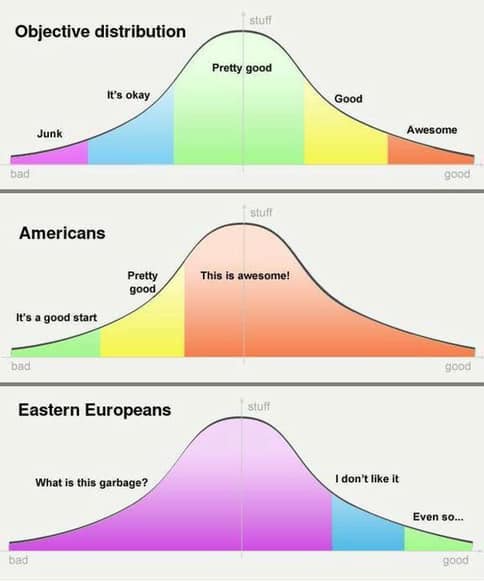 stuff
Objective distribution
Pretty good
It's okay
Good
Junk
Awesome
bad
good
stuff
Americans
Pretty
good
This is awesome!
It's a good start
bad
good
stuff
Eastern Europeans
What is this garbage?
I don't like it
Even so...
bad
good